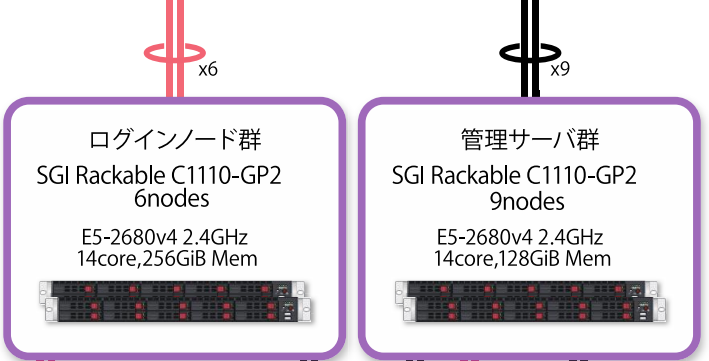 x6
x9
ログインノード群
SGI Rackable C1110-GP2
6nodes
E5-2680v4 2.4GHz
14core,256GiB Mem
管理サーバ群
SGI Rackable C1110-GP2
9nodes
E5-2680v4 2.4GHz
14core,128GiB Mem